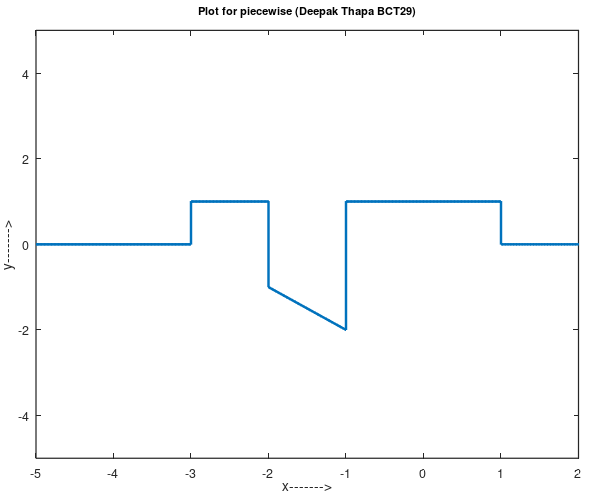 Plot for piecewise (Deepak Thapa BCT29)
4
2
0
-2
-4
y------->
-5 -4 -3 -2 -1 0 1 2
X------->